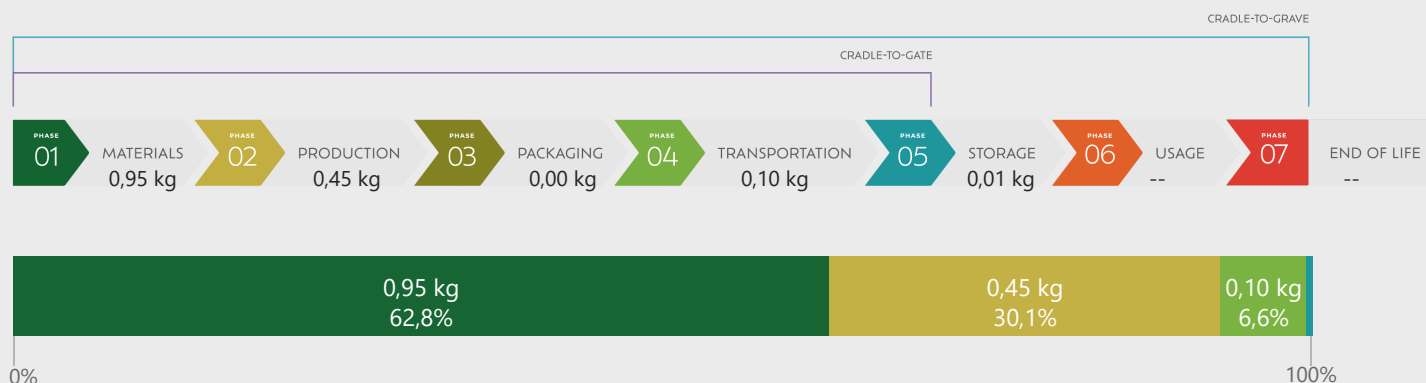 CRADLE-TO-GRAVE
CRADLE-TO-GATE
PHASE
01
MATERIALS
0,95 kg
PHASE
02
PRODUCTION
0,45 kg
PHASE
03
PACKAGING
0,00 kg
PHASE
04
TRANSPORTATION
0,10 kg
PHASE
05
STORAGE
0,01 kg
PHASE
06
USAGE
--
PHASE
07
END OF LIFE
--
0,95 kg
62,8%
0,45 kg
30,1%
0,10 kg
6,6%
0%
100%